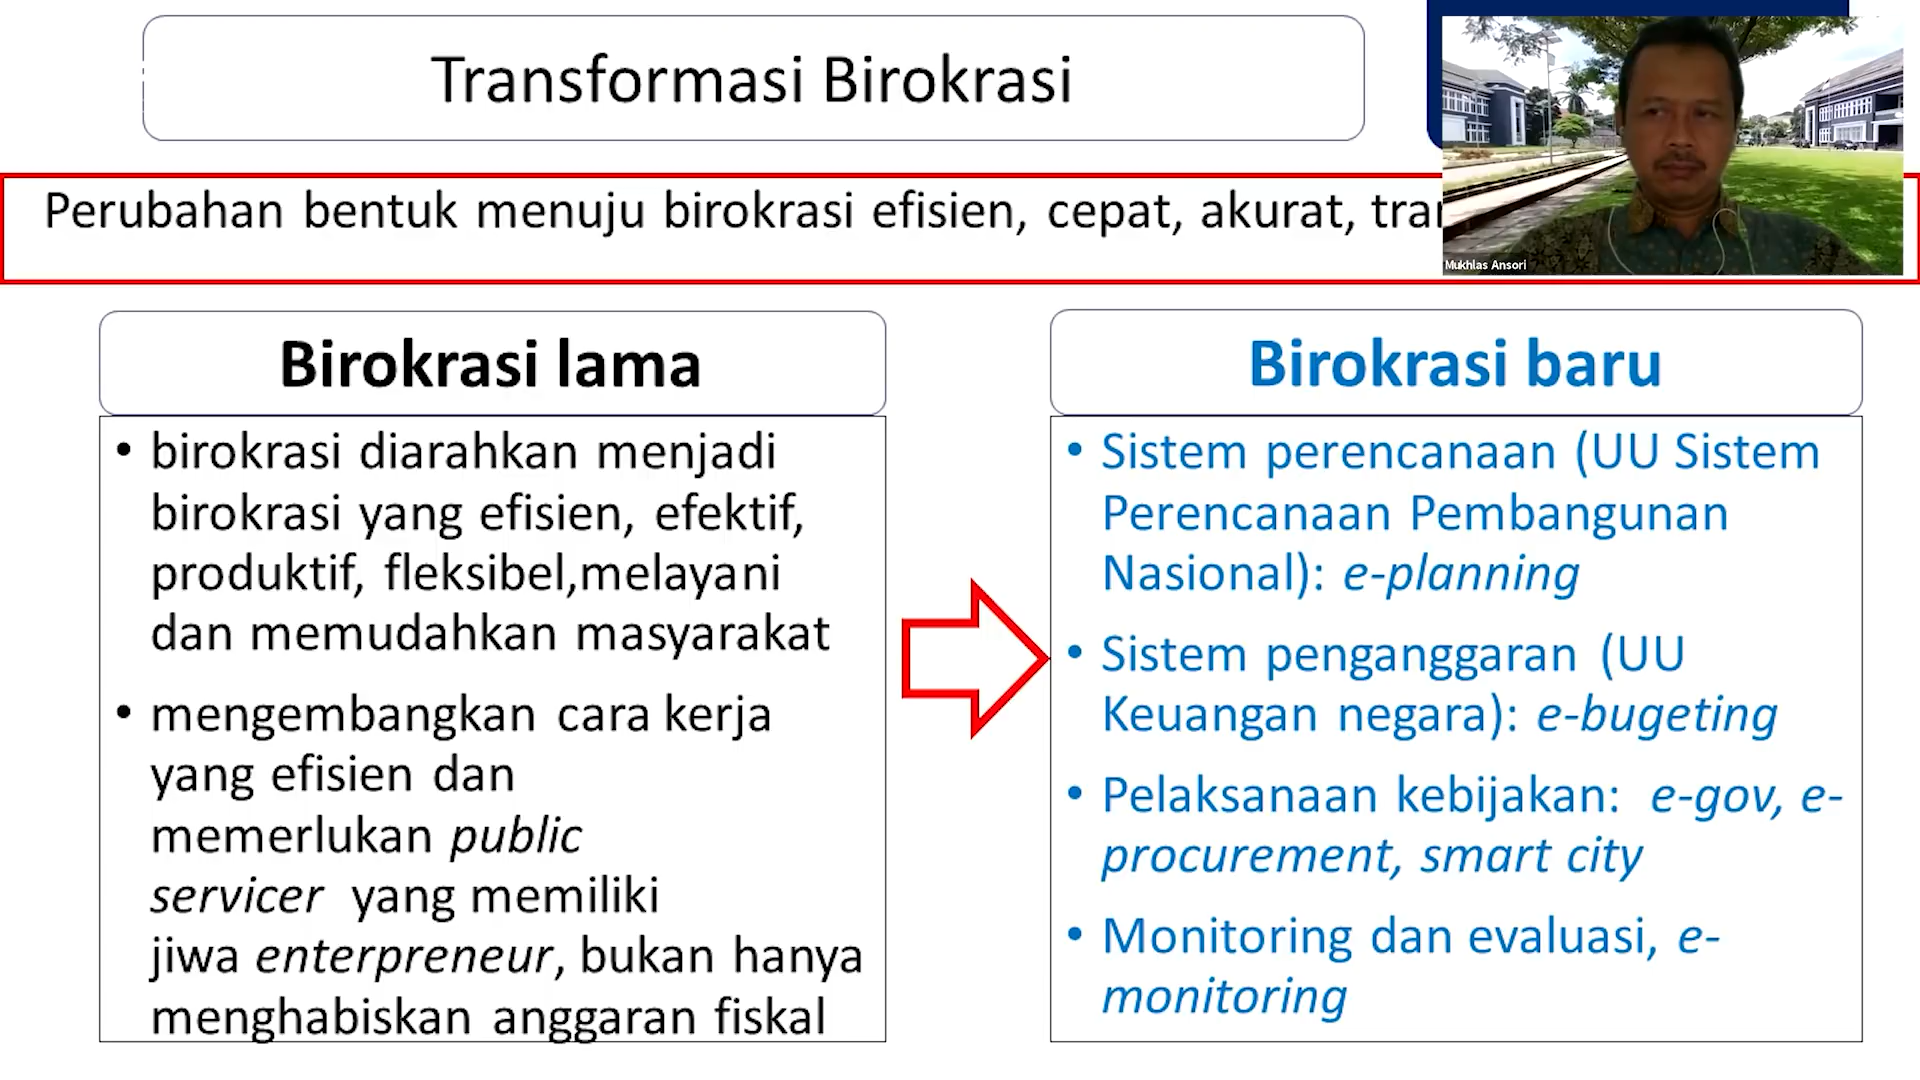 Transformasi Birokrasi
Perubahan bentuk menuju birokrasi efisien, cepat, akurat,
Mukhlas Ansori
Birokrasi lama
• birokrasi diarahkan menjadi
birokrasi yang efisien, efektif,
produktif, fleksibel,melayani
dan memudahkan masyarakat
• mengembangkan cara kerja
yang efisien dan
memerlukan public
servicer yang memiliki
jiwa enterpreneur, bukan hanya
menghabiskan anggaran fiskal
Birokrasi baru
• Sistem perencanaan (UU Sistem
Perencanaan Pembangunan
Nasional): e-planning
• Sistem penganggaran (UU
Keuangan negara): e-bugeting
• Pelaksanaan kebijakan: e-gov, e-
procurement, smart city
• Monitoring dan evaluasi, e-
monitoring